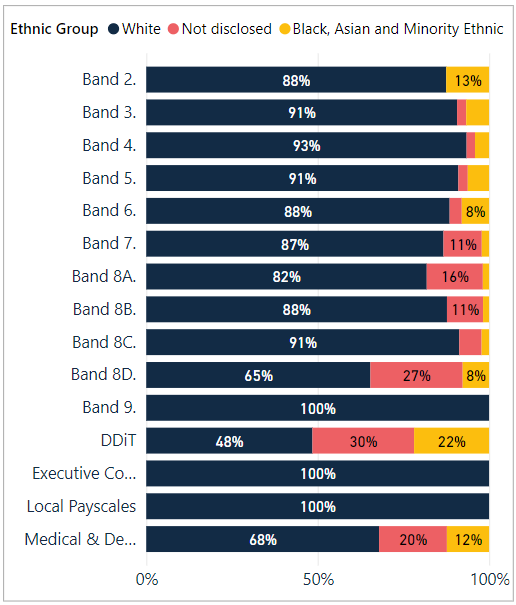 Ethnic Group White Not disclosed Black, Asian and Minority Ethnic
Band 2. 88% 13%
Band 3. 91%
Band 4. 93%
Band 5. 91%
Band 6. 88% 8%
Band 7. 87% 11%
Band 8A. 82% 16%
Band 8B. 88% 11%
Band 8C. 91%
Band 8D. 65% 27% 8%
Band 9. 100%
DDiT 48% 30% 22%
Executive Co... 100%
Local Payscales 100%
Medical & De... 68% 20% 12%
0% 50% 100%